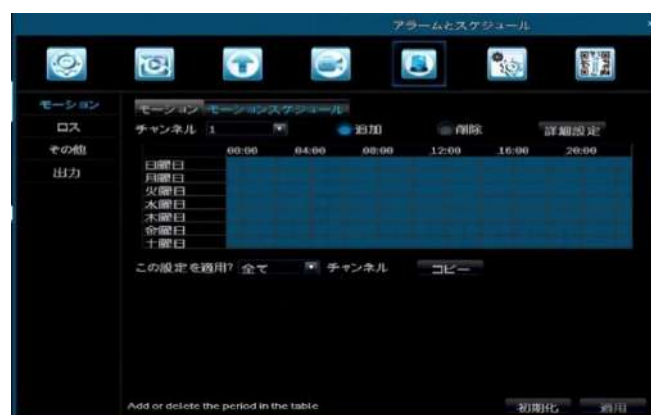 アラームとスケジュール
モーション
ロス
その他
出力
モーション モーションスケジュール
チャンネル 1 追加 削除 詳細設定
00:00 04:00 08:00 12:00 16:00 20:00
日曜日
月曜日
火曜日
水曜日
木曜日
金曜日
土曜日
この設定を適用? 全て チャンネル コピー
Add or delete the period in the table
初期化 適用